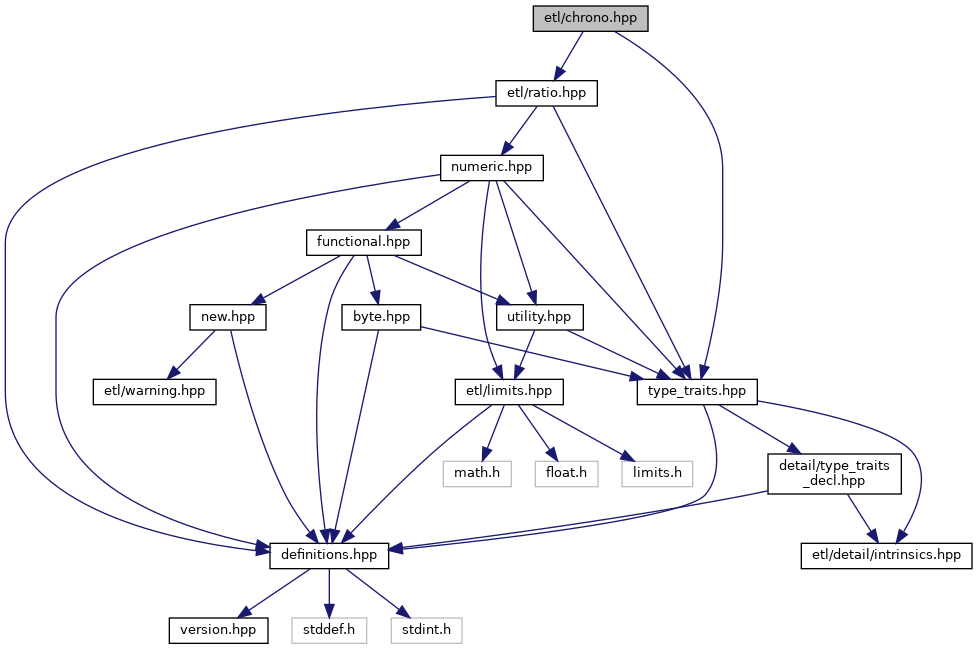 etl/chrono.hpp
etl/ratio.hpp
numeric.hpp
functional.hpp
new.hpp
byte.hpp
utility.hpp
etl/warning.hpp
etl/limits.hpp
type_traits.hpp
math.h
float.h
limits.h
detail/type_traits
_decl.hpp
definitions.hpp
etl/detail/intrinsics.hpp
version.hpp
stddef.h
stdint.h